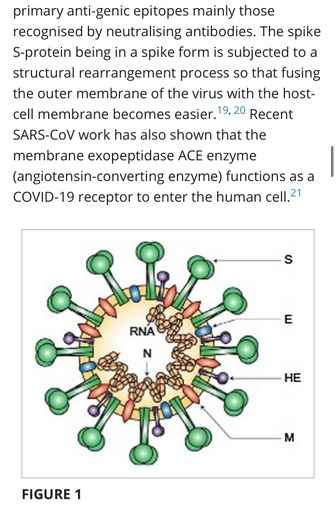 primary anti-genic epitopes mainly those
recognised by neutralising antibodies. The spike
S-protein being in a spike form is subjected to a
structural rearrangement process so that fusing
the outer membrane of the virus with the host-
cell membrane becomes easier.19, 20 Recent
SARS-CoV work has also shown that the
membrane exopeptidase ACE enzyme
(angiotensin-converting enzyme) functions as a
COVID-19 receptor to enter the human cell.21
S
E
RNA
N
HE
M
FIGURE 1